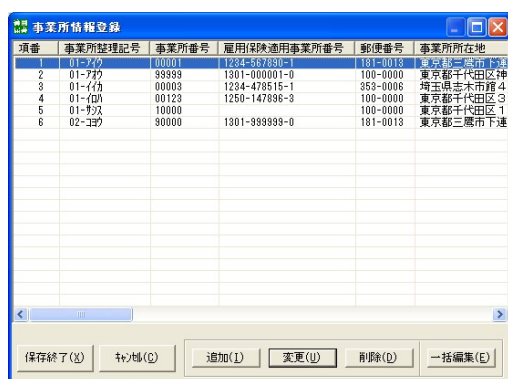 事業所情報登録
項番 事業所整理記号 事業所番号 雇用保険適用事業所番号 郵便番号 事業所所在地
1 01-ｱｲｳ 00001 1234-567890-1 181-0013 東京都三鷹市下連
2 99999 1301-000001-0 100-0000 東京都千代田区神
3 01-ｲｲｶ 00003 1234-478515-1 353-0006 埼玉県志木市館4
4 01-ｲﾛﾊ 00123 1250-147896-3 100-0000 東京都千代田区3
5 01-ｻｼｽ 10000 100-0000 東京都千代田区1
6 02-ﾖﾖｳ 90000 1301-999999-0 181-0013 東京都三鷹市下連
保存終了(X) ｷｬﾝｾﾙ(C) 追加(I) 変更(U) 削除(D) 一括編集(E)